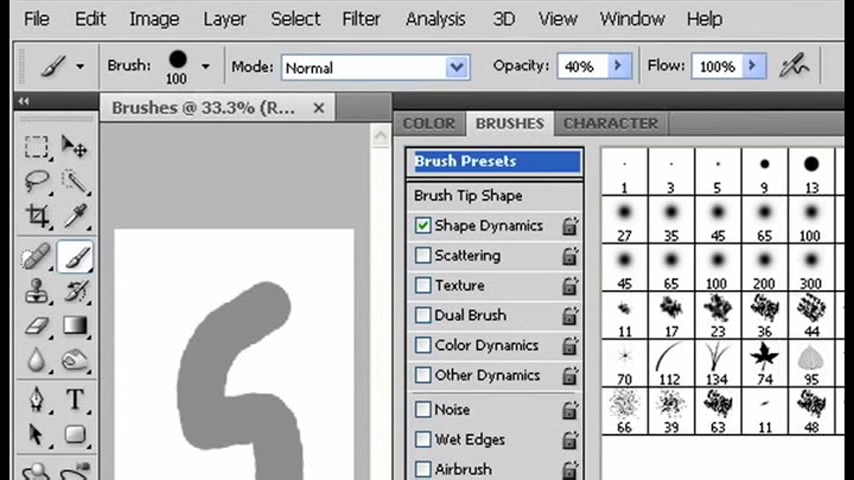 File Edit Image Layer Select Filter Analysis 3D View Window Help
Brush: 100 Mode: Normal Opacity: 40% Flow: 100%
Brushes @ 33.3% (R... COLOR BRUSHES CHARACTER
Brush Presets
Brush Tip Shape
Shape Dynamics
Scattering
Texture
Dual Brush
Color Dynamics
Other Dynamics
Noise
Wet Edges
Airbrush
1 3 5 9 13
27 35 45 65 100
45 65 100 200 300
11 17 23 36 44
70 112 134 74 95
66 39 63 11 48